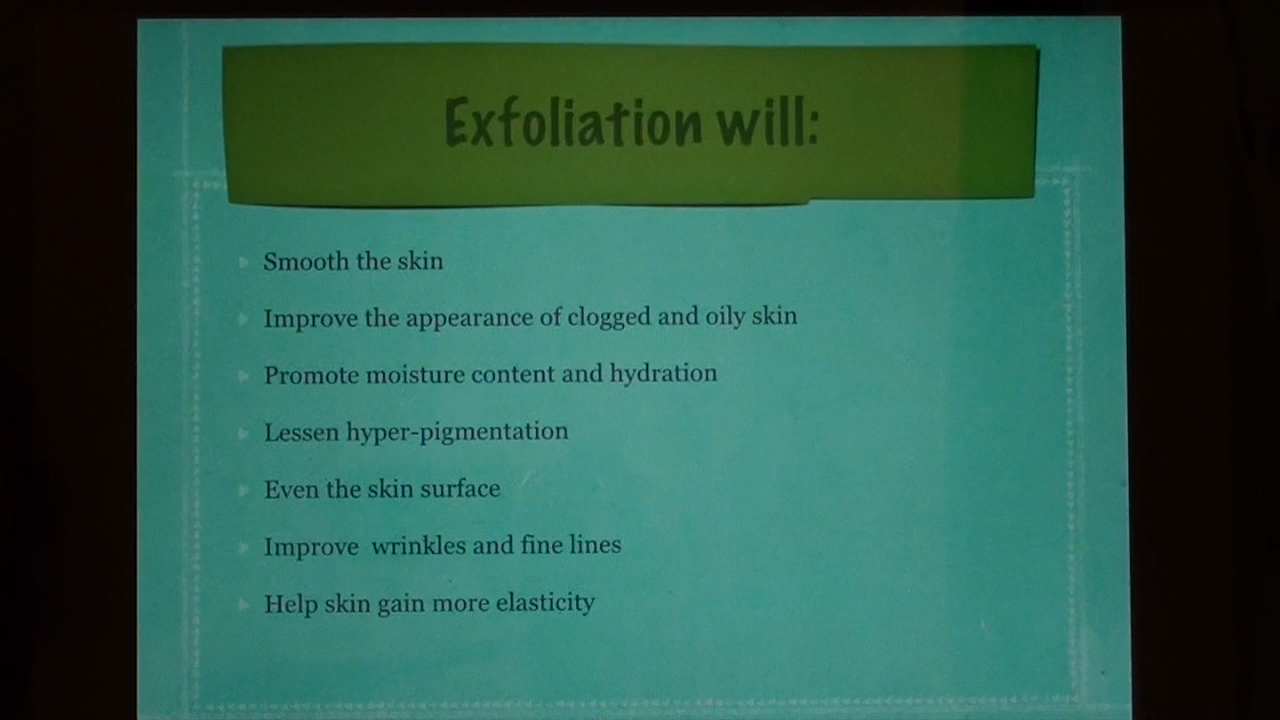 Exfoliation will:
Smooth the skin
Improve the appearance of clogged and oily skin
Promote moisture content and hydration
Lessen hyper-pigmentation
Even the skin surface
Improve  wrinkles and fine lines
Help skin gain more elasticity